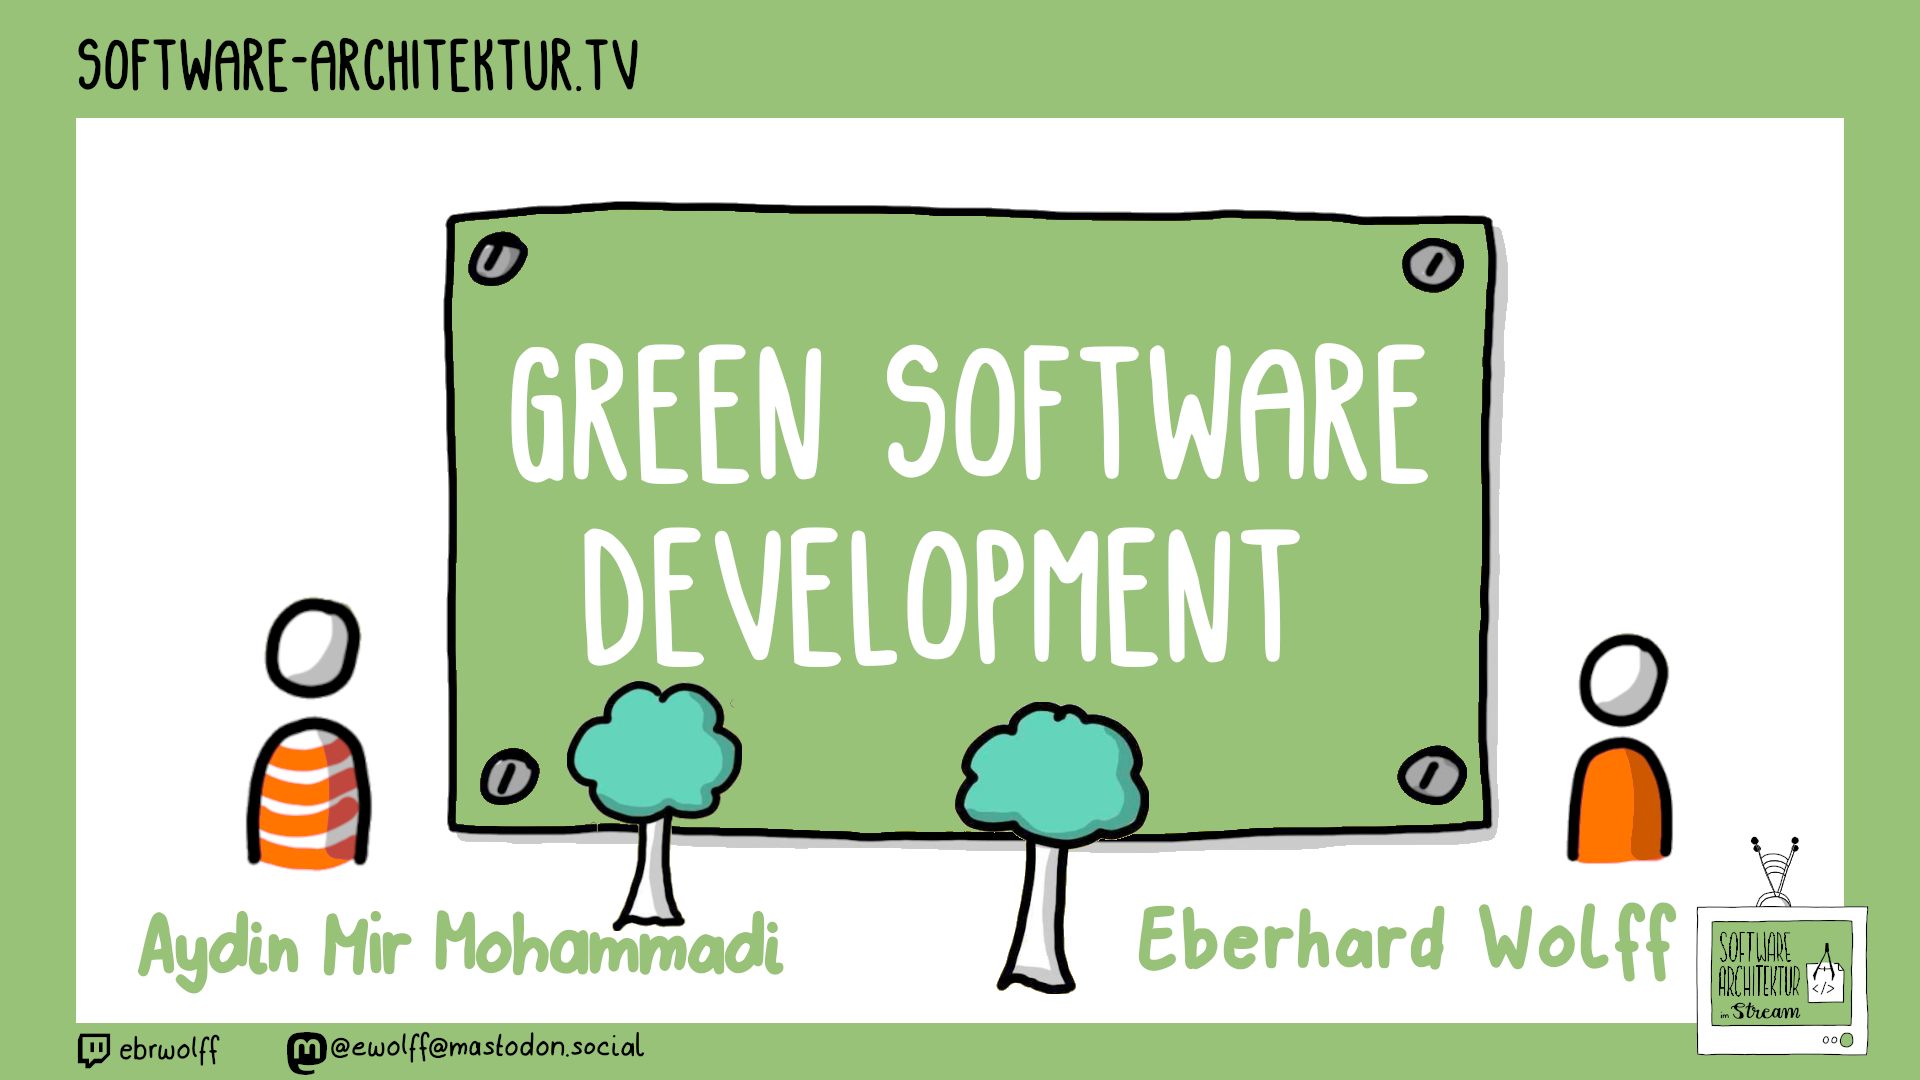 SOFTWARE-ARCHITEKTUR.TV
GREEN SOFTWARE
DEVELOPMENT
Aydin Mir Mohammadi
Eberhard Wolff
SOFTWARE
ARCHITEKTUR
</>
im Stream
ebrwolff
@ewolff@mastodon.social